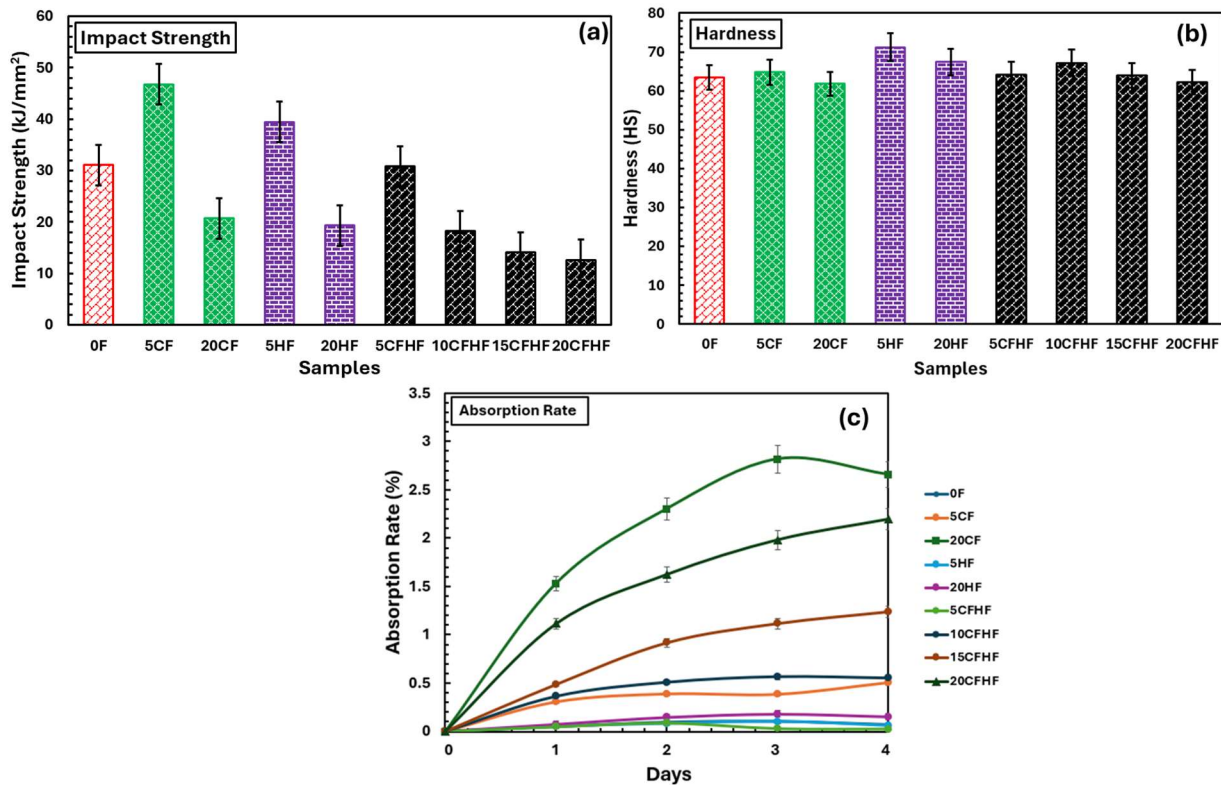 Impact Strength
(a)
Impact Strength (kJ/mm²)
60
50
40
30
20
10
0
0F 5CF 20CF 5HF 20HF 5CFHF 10CFHF 15CFHF 20CFHF
Samples
Hardness
(b)
Hardness (HS)
80
70
60
50
40
30
20
10
0
0F 5CF 20CF 5HF 20HF 5CFHF 10CFHF 15CFHF 20CFHF
Samples
Absorption Rate
(c)
Absorption Rate (%)
3.5
3
2.5
2
1.5
1
0.5
0
0 1 2 3 4
Days
0F
5CF
20CF
5HF
20HF
5CFHF
10CFHF
15CFHF
20CFHF